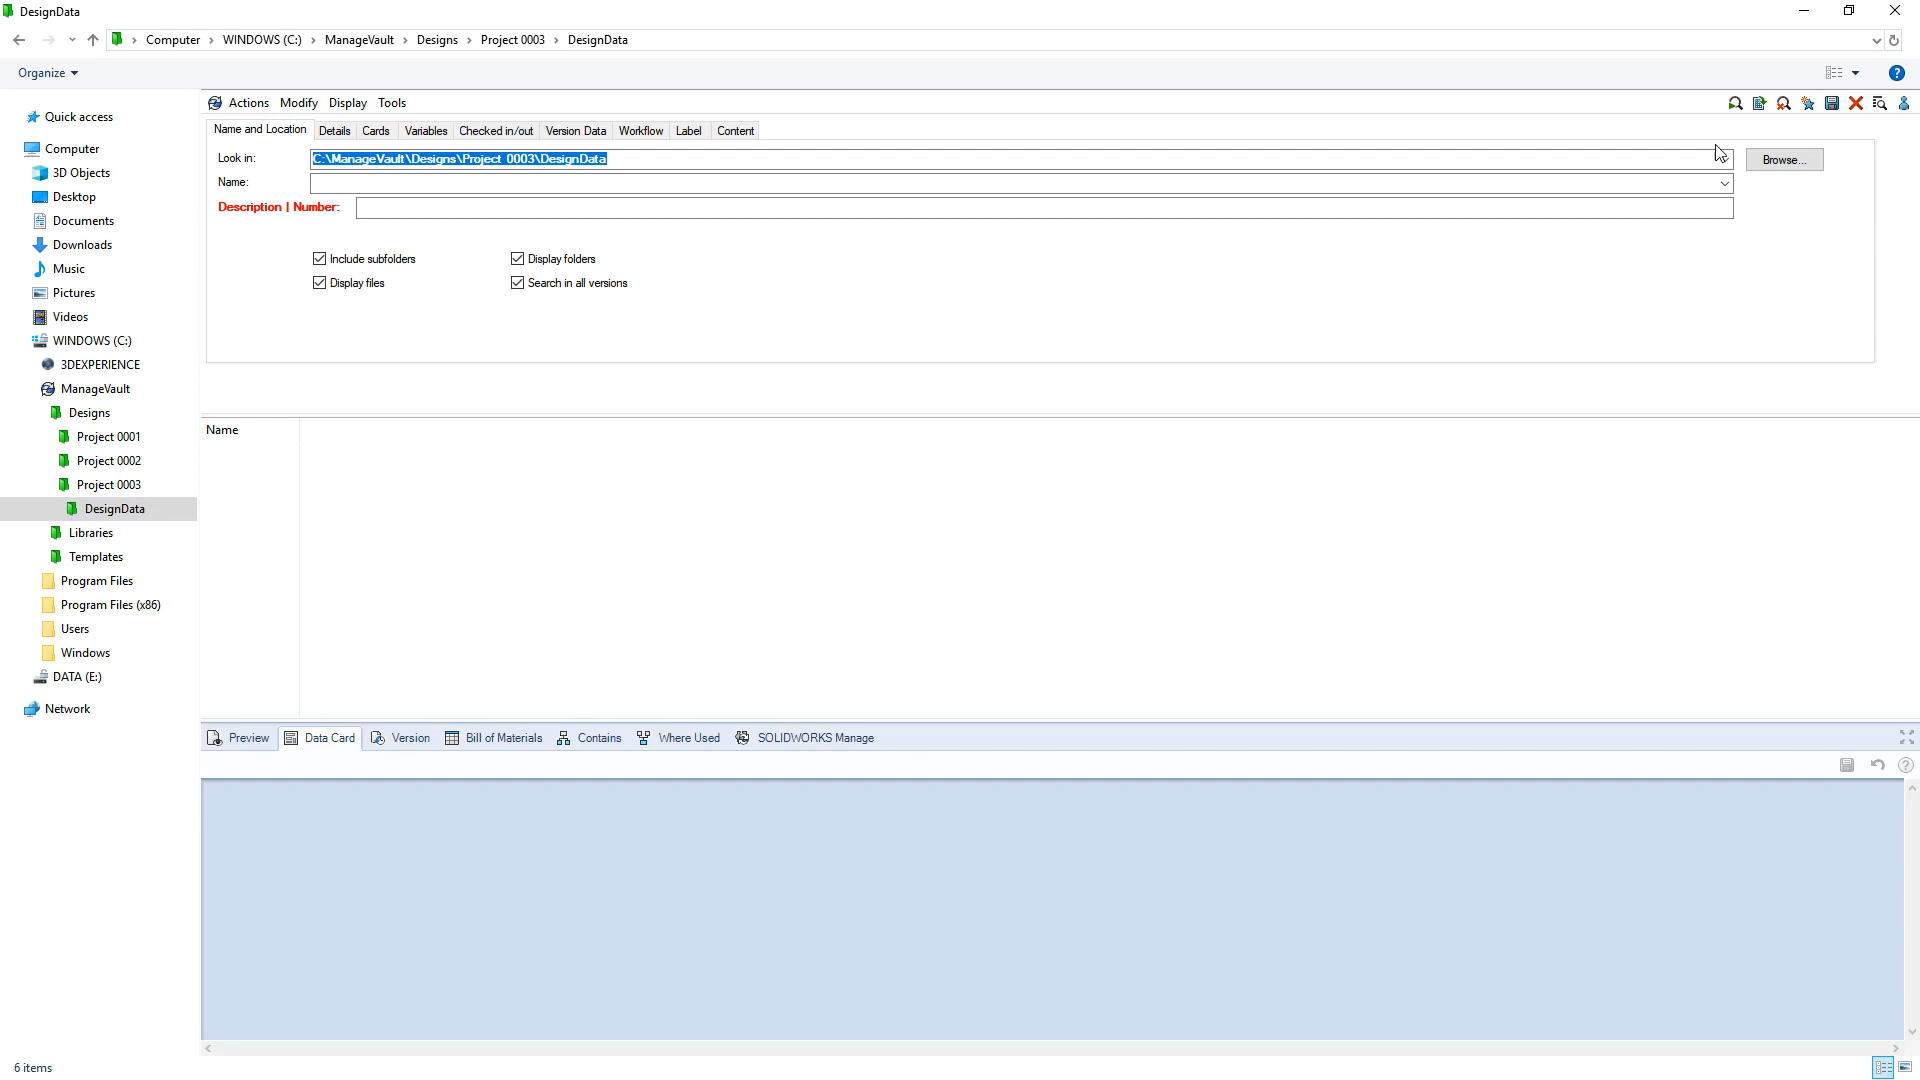 DesignData
Computer > WINDOWS (C:) > ManageVault > Designs > Project 0003 > DesignData
Organize
Quick access
Computer
3D Objects
Desktop
Documents
Downloads
Music
Pictures
Videos
WINDOWS (C:)
3DEXPERIENCE
ManageVault
Designs
Project 0001
Project 0002
Project 0003
DesignData
Libraries
Templates
Program Files
Program Files (x86)
Users
Windows
DATA (E:)
Network
Actions Modify Display Tools
Name and Location Details Cards Variables Checked in/out Version Data Workflow Label Content
Look in: C:\ManageVault\Designs\Project 0003\DesignData Browse...
Name:
Description | Number:
Include subfolders Display folders
Display files Search in all versions
Name
Preview Data Card Version Bill of Materials Contains Where Used SOLIDWORKS Manage
6 items